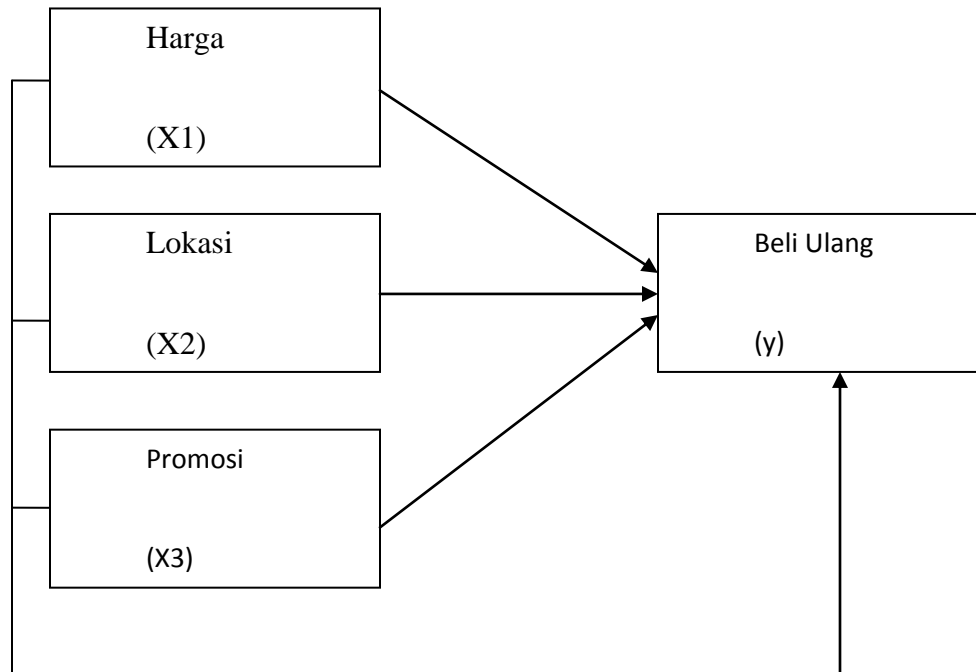 Harga
(X1)
Lokasi
(X2)
Promosi
(X3)
Beli Ulang
(y)